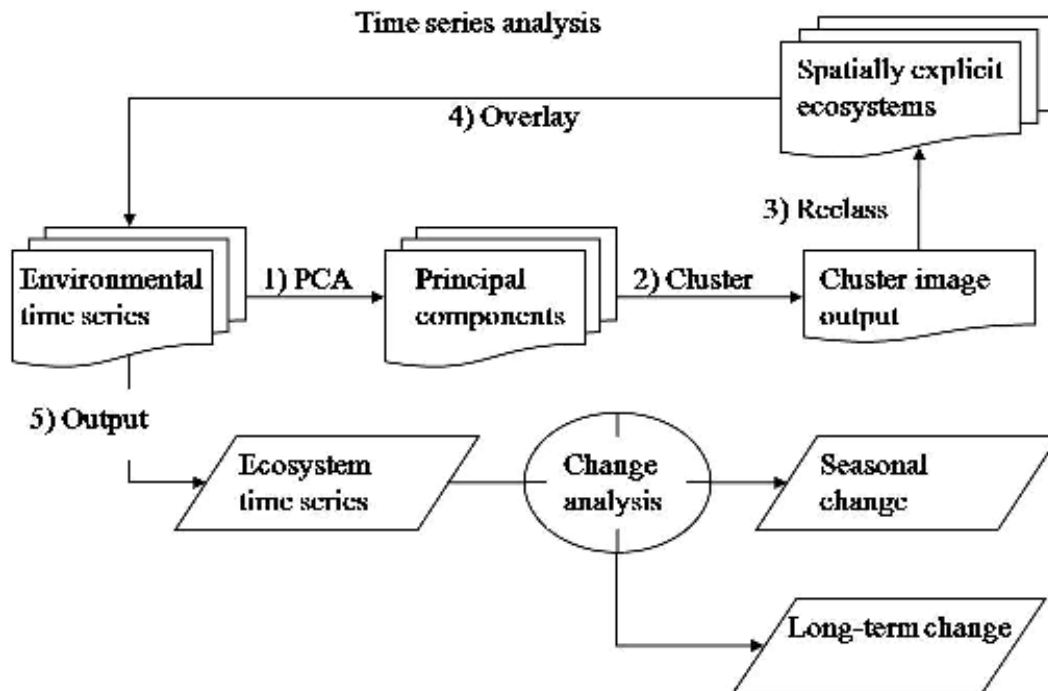 Time series analysis
Spatially explicit
ecosystems
4) Overlay
3) Reclass
Environmental
time series
1) PCA
Principal
components
2) Cluster
Cluster image
output
5) Output
Ecosystem
time series
Change
analysis
Seasonal
change
Long-term change